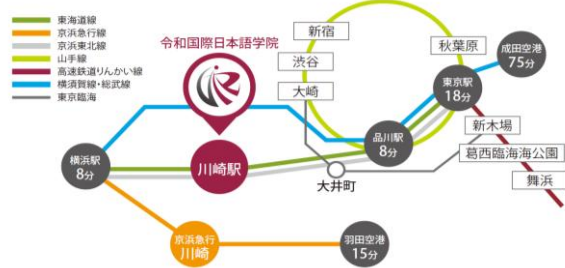 東海道線
京浜急行線
京浜東北線
山手線
高速鉄道りんかい線
横須賀線・総武線
東京臨海
令和国際日本語学院
新宿
渋谷
大崎
秋葉原
成田空港
75分
東京駅
18分
新木場
葛西臨海海公園
舞浜
品川駅
8分
大井町
横浜駅
8分
川崎駅
京浜急行
川崎
羽田空港
15分